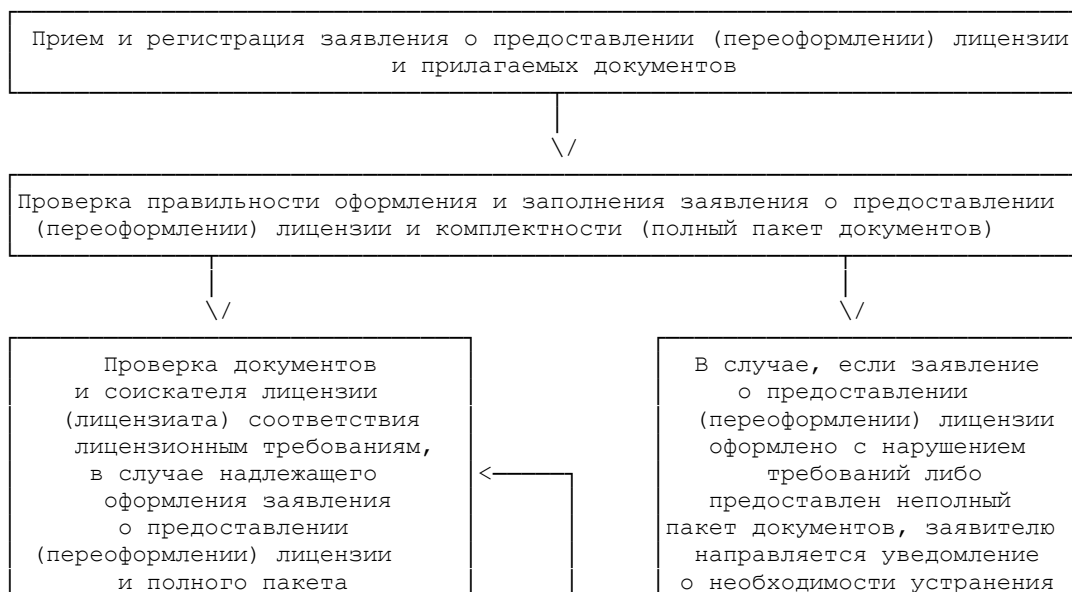 Прием и регистрация заявления о предоставлении (переоформлении) лицензии
и прилагаемых документов
Проверка правильности оформления и заполнения заявления о предоставлении
(переоформлении) лицензии и комплектности (полный пакет документов)
Проверка документов
и соискателя лицензии
(лицензиата) соответствия
лицензионным требованиям,
в случае надлежащего
оформления заявления
о предоставлении
(переоформлении) лицензии
и полного пакета
В случае, если заявление
о предоставлении
(переоформлении) лицензии
оформлено с нарушением
требований либо
предоставлен неполный
пакет документов, заявителю
направляется уведомление
о необходимости устранения